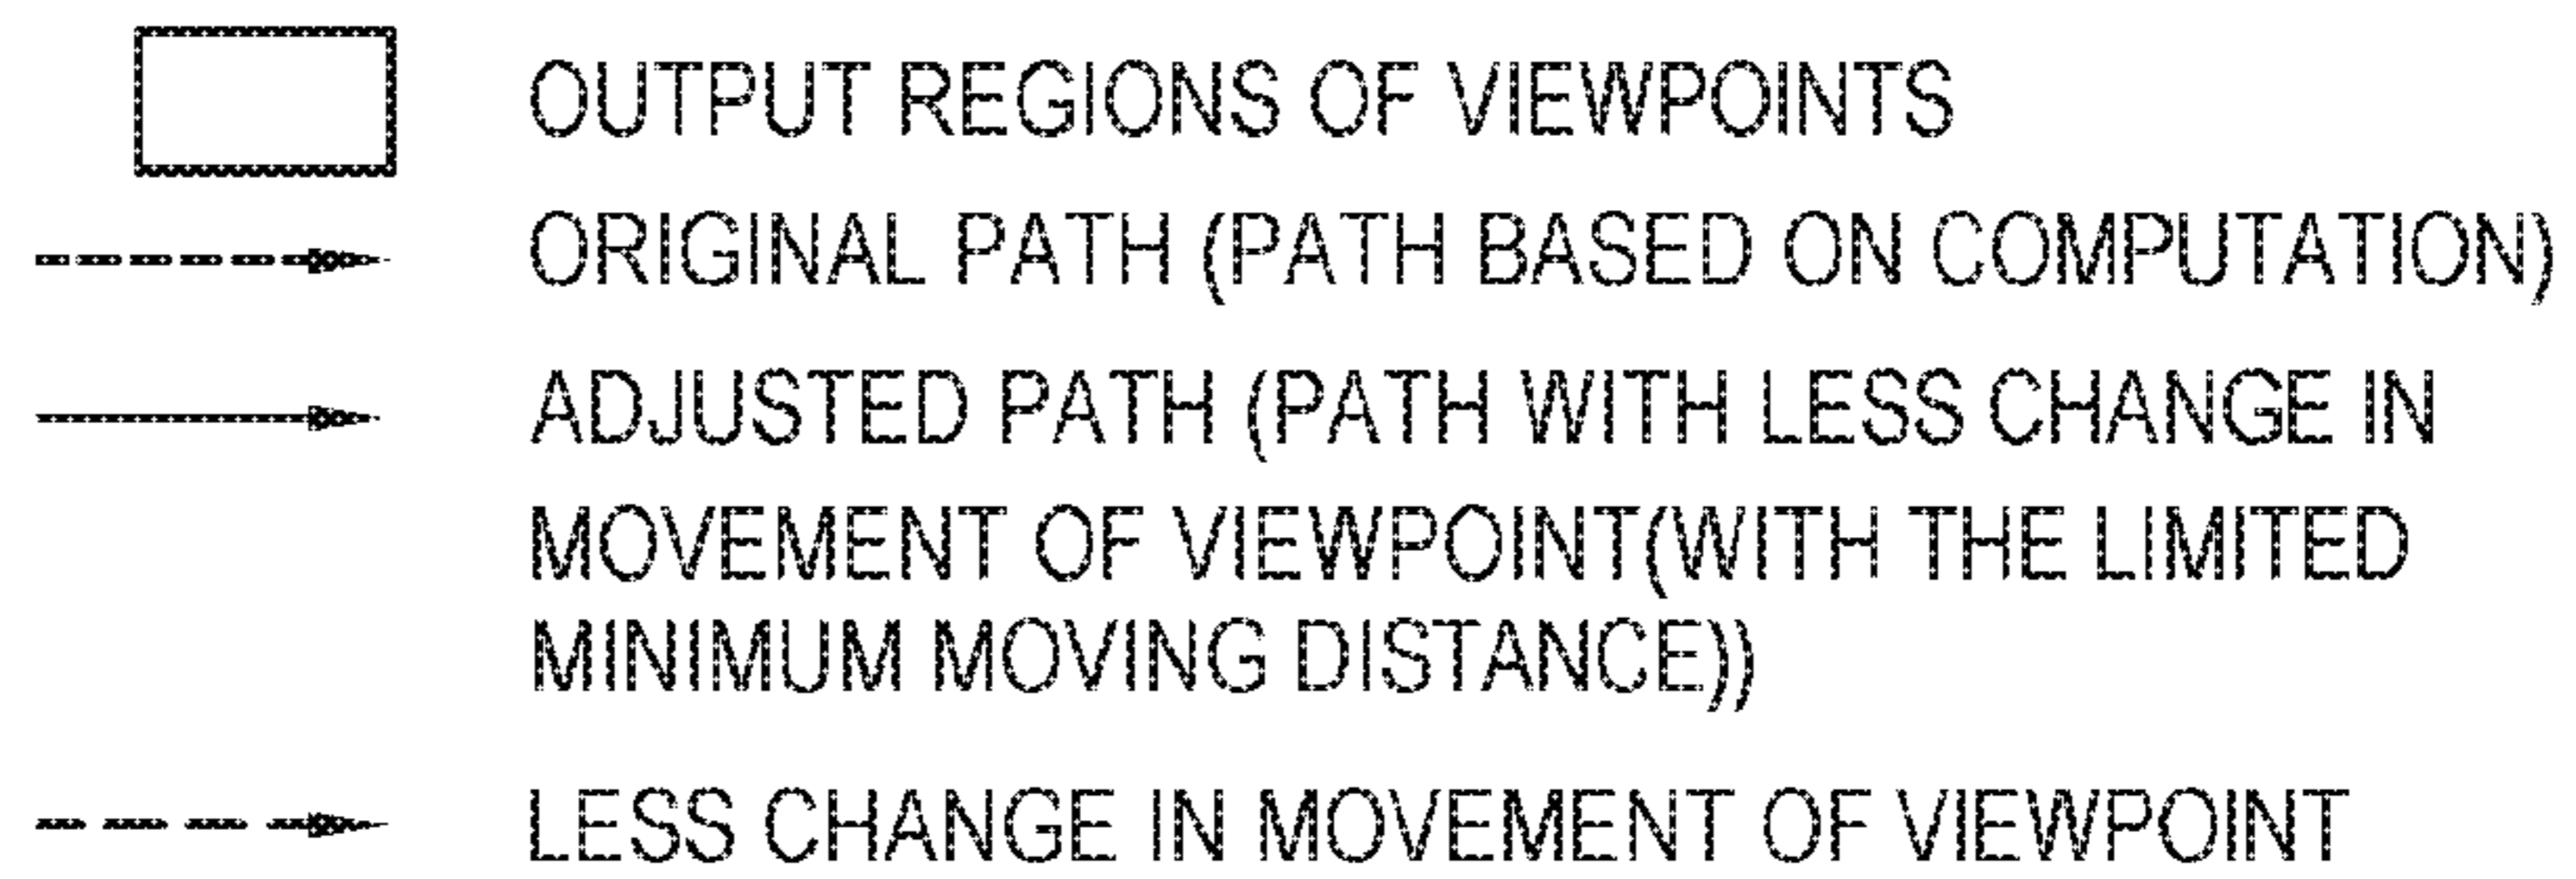 OUTPUT REGIONS OF VIEWPOINTS
ORIGINAL PATH (PATH BASED ON COMPUTATION)
ADJUSTED PATH (PATH WITH LESS CHANGE IN
MOVEMENT OF VIEWPOINT(WITH THE LIMITED
MINIMUM MOVING DISTANCE))
LESS CHANGE IN MOVEMENT OF VIEWPOINT